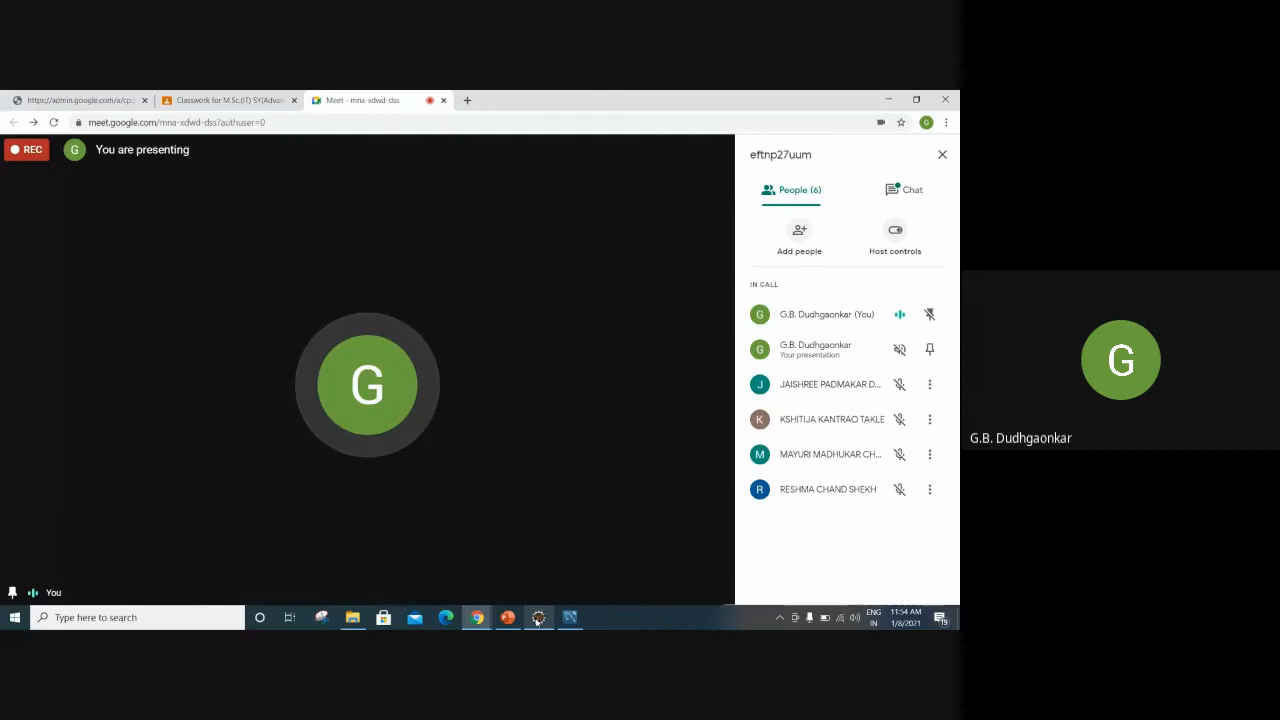 https://admin.google.com/a/cpa
Classwork for M.Sc.(IT) SY(Advan
Meet - mna-xdwd-dss
meet.google.com/mna-xdwd-dss?authuser=0
G
REC
G
You are presenting
eftnp27uum
People (6)
Chat
Add people
Host controls
IN CALL
G
G.B. Dudhgaonkar (You)
G
G.B. Dudhgaonkar
Your presentation
J
JAISHREE PADMAKAR D...
K
KSHITIJA KANTRAO TAKLE
M
MAYURI MADHUKAR CH...
R
RESHMA CHAND SHEKH
G
You
G
G.B. Dudhgaonkar
Type here to search
ENG
IN
11:54 AM
1/8/2021
19